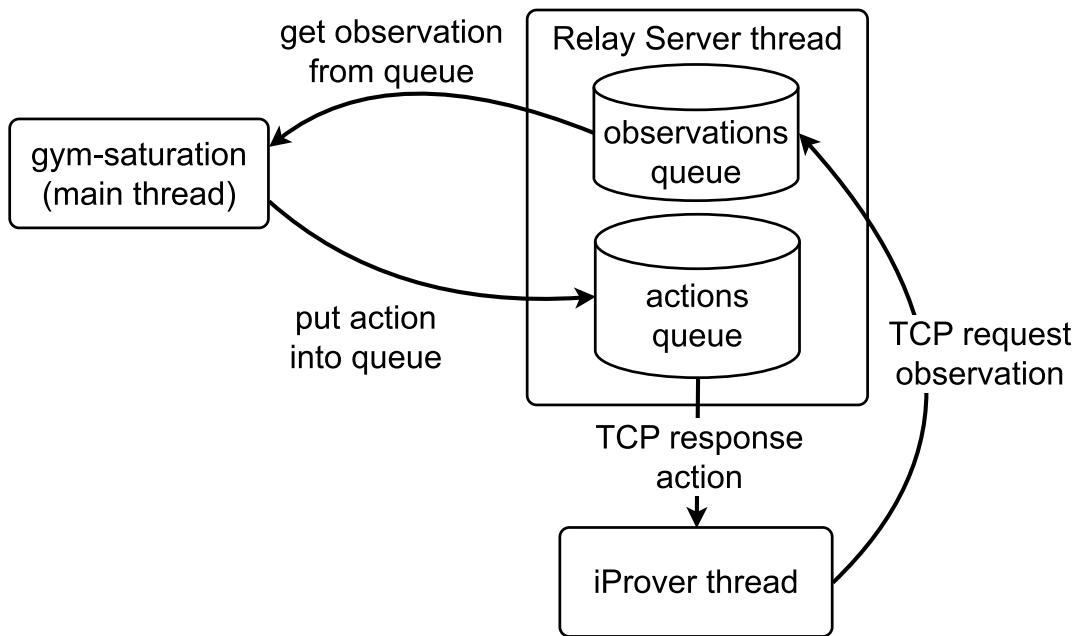 get observation
from queue
Relay Server thread
observations
queue
gym-saturation
(main thread)
actions
queue
put action
into queue
TCP request
observation
TCP response
action
iProver thread